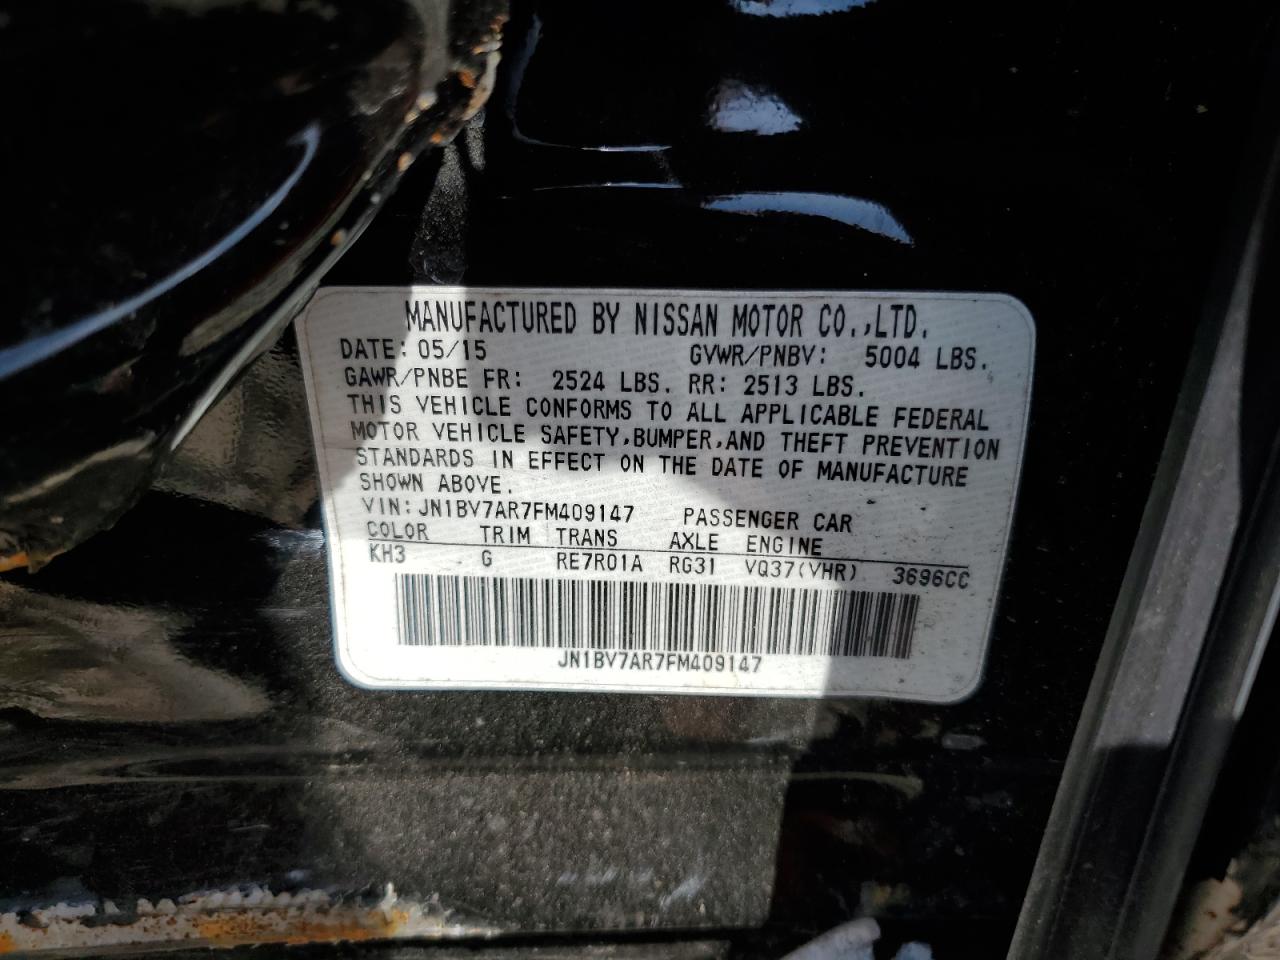 MANUFACTURED BY NISSAN MOTOR CO.,LTD.
DATE: 05/15 GVWR/PNBV: 5004 LBS.
GAWR/PNBE FR: 2524 LBS. RR: 2513 LBS.
THIS VEHICLE CONFORMS TO ALL APPLICABLE FEDERAL
MOTOR VEHICLE SAFETY,BUMPER,AND THEFT PREVENTION
STANDARDS IN EFFECT ON THE DATE OF MANUFACTURE
SHOWN ABOVE.
VIN: JN1BV7AR7FM409147 PASSENGER CAR
COLOR TRIM TRANS AXLE ENGINE
KH3 G RE7R01A RG31 VQ37(VHR) 3696CC
JN1BV7AR7FM409147